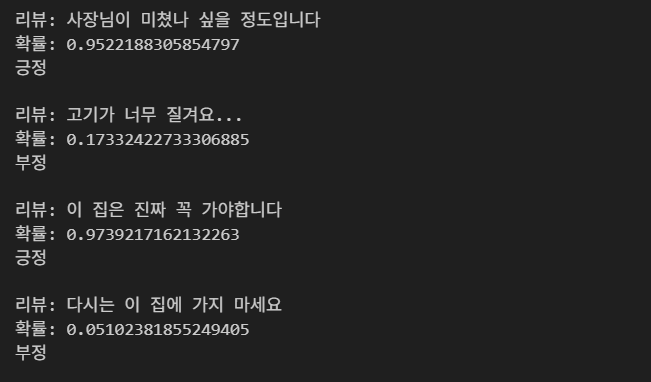 리뷰: 사장님이 미쳤나 싶을 정도입니다
확률: 0.9522188305854797
긍정
리뷰: 고기가 너무 질겨요...
확률: 0.17332422733306885
부정
리뷰: 이 집은 진짜 꼭 가야합니다
확률: 0.9739217162132263
긍정
리뷰: 다시는 이 집에 가지 마세요
확률: 0.05102381855249405
부정